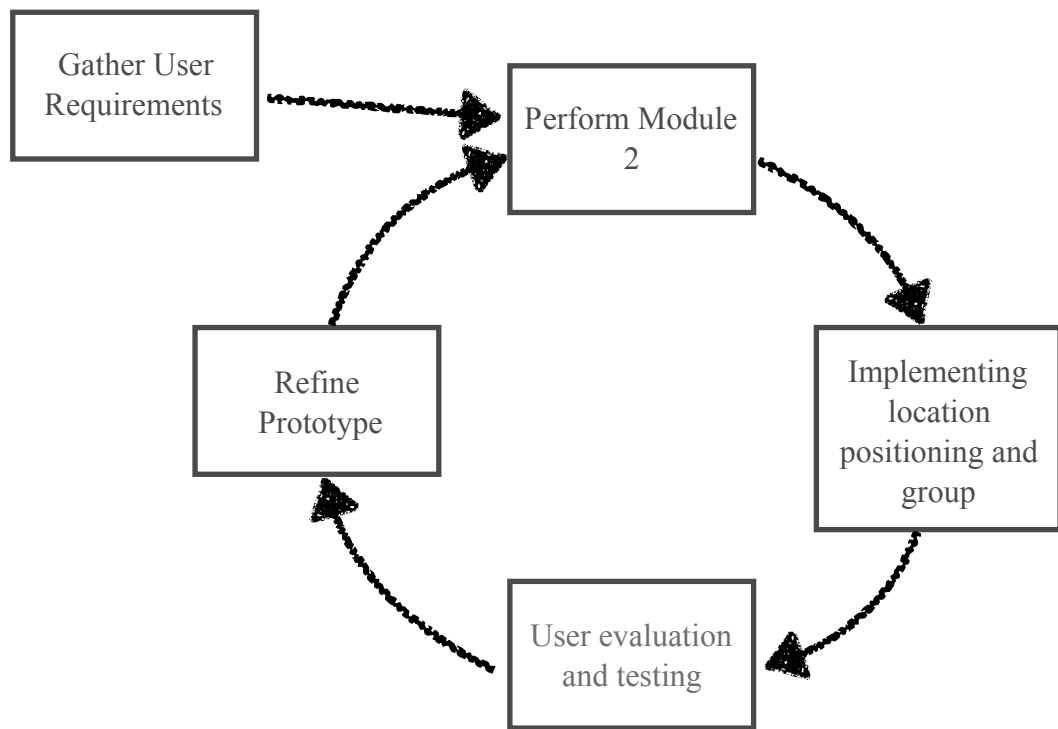 Gather User
Requirements
Perform Module
2
Implementing
location
positioning and
group
User evaluation
and testing
Refine
Prototype